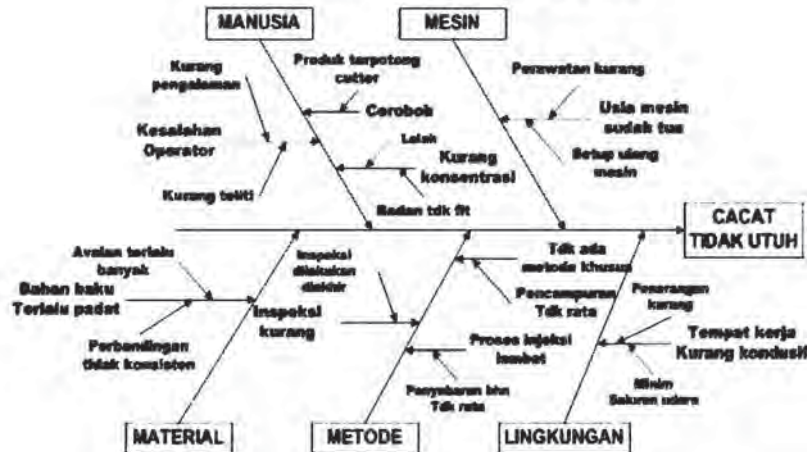 MANUSIA
MESIN
Produk terpotong
cutter
Kurang
pengalaman
Perawatan kurang
Ceroboh
Usia mesin
sudak tua
Kesalahan
Operator
Lelah
Kurang
konsentrasi
Setup ulang
mesin
Kurang teliti
Badan tdk fit
CACAT
TIDAK UTUH
Avalan terlalu
banyak
Inspeksi
dilakukan
diakhir
Tdk ada
metode khusus
Bahan baku
Terlalu padat
Pencampuran
Tdk rata
Penerangan
kurang
Inspeksi
kurang
Tempat kerja
Kurang kondusif
Perbandingan
tidak konsisten
Proses injeksi
lambat
Penyebaran bhn
Tdk rata
Minim
Saluran udara
MATERIAL
METODE
LINGKUNGAN